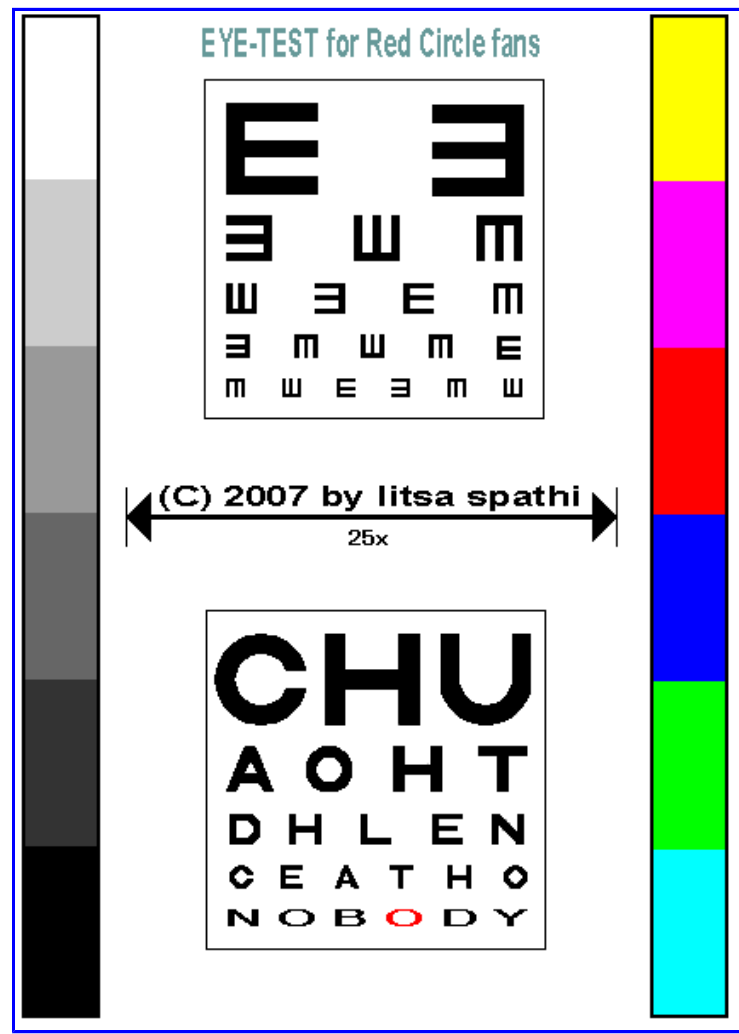 EYE-TEST for Red Circle fans
E Ǝ
Ǝ Ш M
Ш Ǝ E M
Ǝ M Ш M E
M Ш E Ǝ M Ш
(C) 2007 by litsa spathi
25x
CHU
A O H T
D H L E N
C E A T H O
N O B O D Y